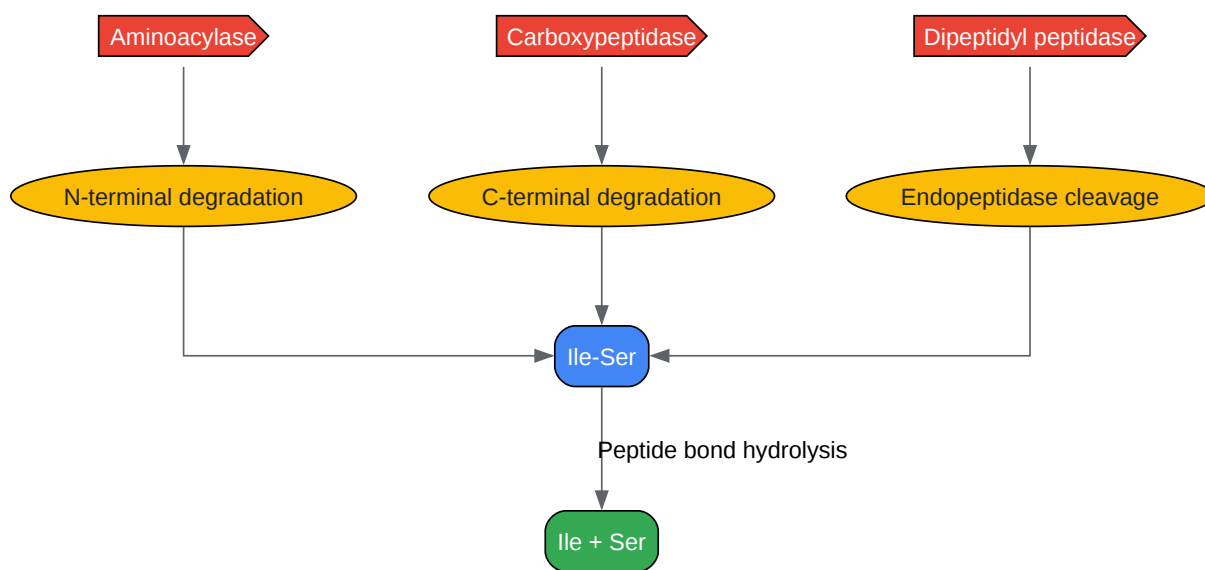 Aminoacylase
Carboxypeptidase
Dipeptidyl peptidase
N-terminal degradation
C-terminal degradation
Endopeptidase cleavage
Ile-Ser
Peptide bond hydrolysis
Ile + Ser